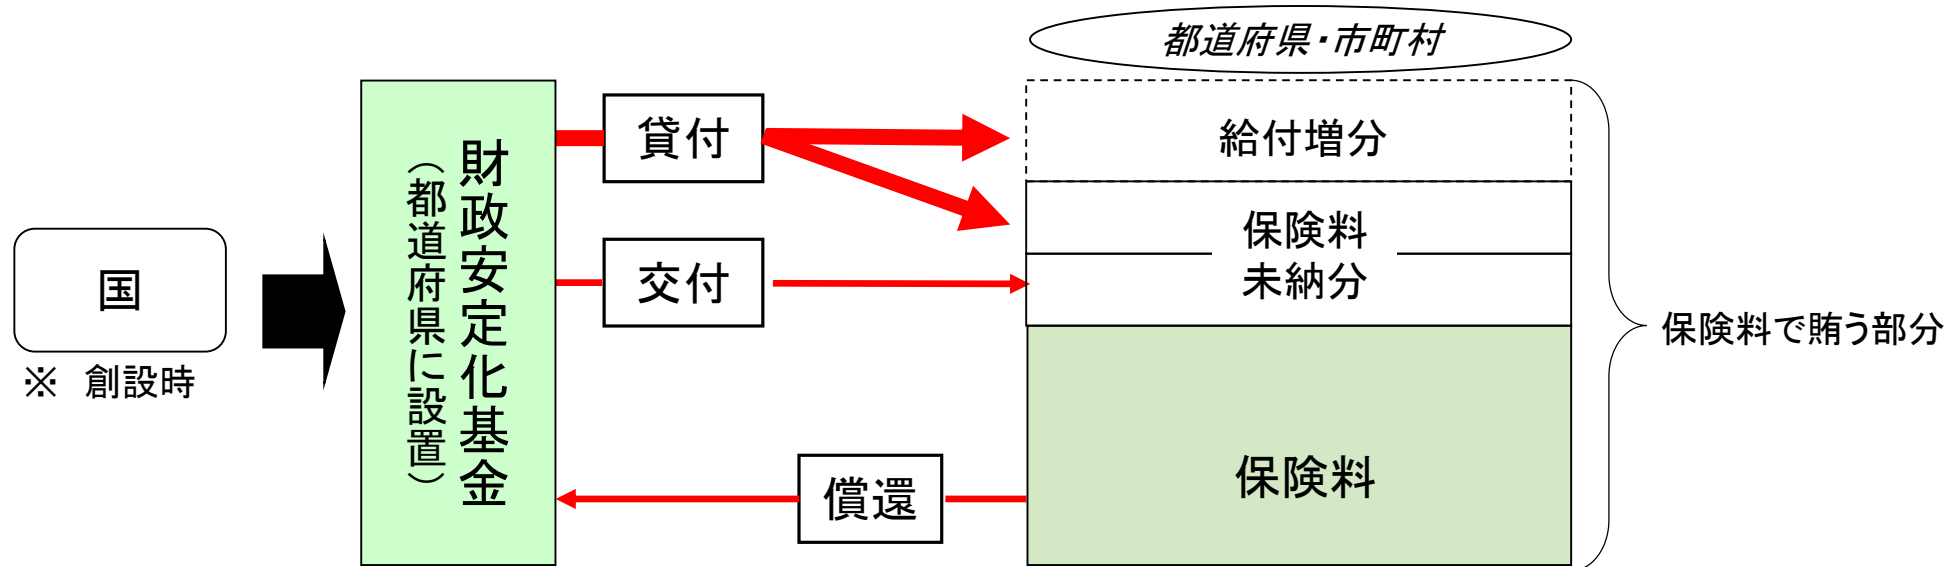 都道府県・市町村
国
※　創設時
財政安定化基金
（都道府県に設置）
貸付
交付
償還
給付増分
保険料
未納分
保険料
保険料で賄う部分